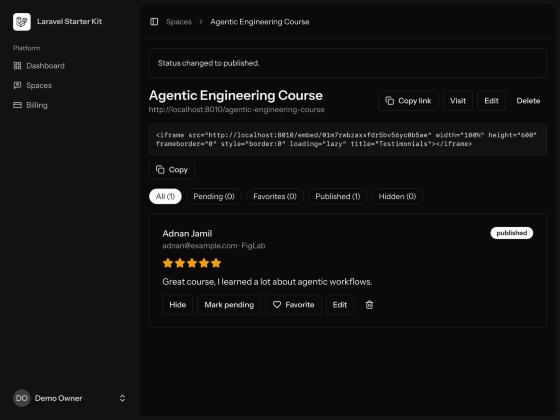 Laravel Starter Kit
Platform
Dashboard
Spaces
Billing
DO Demo Owner
Spaces > Agentic Engineering Course
Status changed to published.
Agentic Engineering Course
http://localhost:8010/agentic-engineering-course
Copy link
Visit
Edit
Delete
<iframe src="http://localhost:8010/embed/01m7rwbzaxxfdr5bv56yc0b5ae" width="100%" height="600"
frameborder="0" style="border:0" loading="lazy" title="Testimonials"></iframe>
Copy
All (1)
Pending (0)
Favorites (0)
Published (1)
Hidden (0)
Adnan Jamil
published
adnan@example.com · FigLab
Great course, I learned a lot about agentic workflows.
Hide
Mark pending
Favorite
Edit